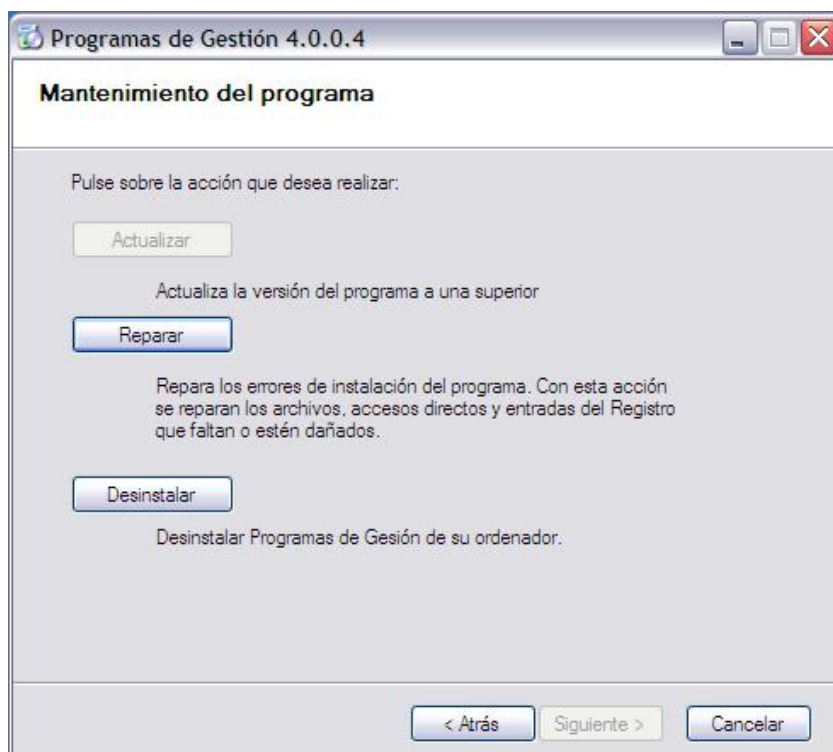 Programas de Gestión 4.0.0.4
Mantenimiento del programa
Pulse sobre la acción que desea realizar:
Actualizar
Actualiza la versión del programa a una superior
Reparar
Repara los errores de instalación del programa. Con esta acción
se reparan los archivos, accesos directos y entradas del Registro
que faltan o estén dañados.
Desinstalar
Desinstalar Programas de Gesión de su ordenador.
< Atrás
Siguiente >
Cancelar